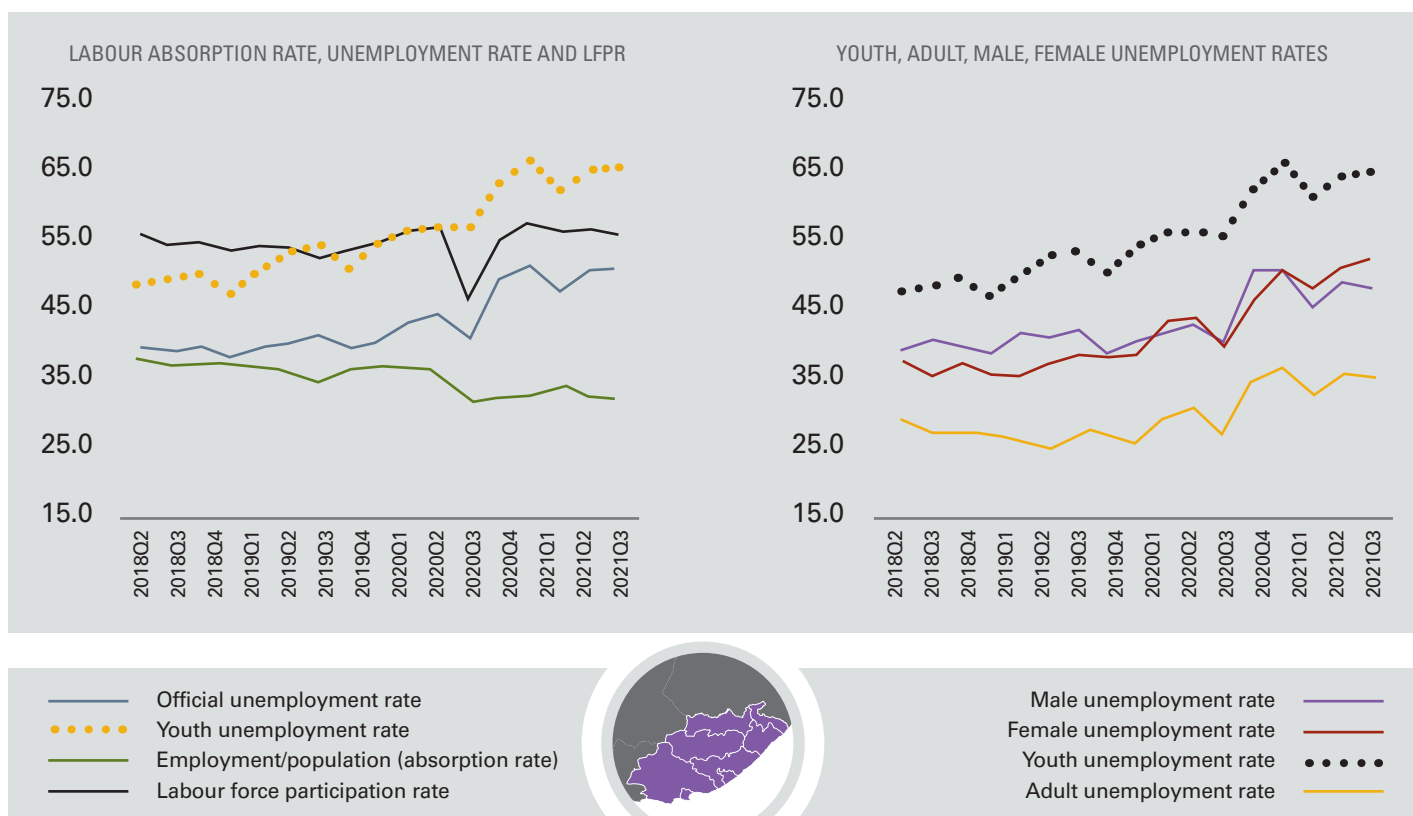 LABOUR ABSORPTION RATE, UNEMPLOYMENT RATE AND LFPR
75.0
65.0
55.0
45.0
35.0
25.0
15.0
2018Q2
2018Q3
2018Q4
2019Q1
2019Q2
2019Q3
2019Q4
2020Q1
2020Q2
2020Q3
2020Q4
2021Q1
2021Q2
2021Q3
YOUTH, ADULT, MALE, FEMALE UNEMPLOYMENT RATES
75.0
65.0
55.0
45.0
35.0
25.0
15.0
2018Q2
2018Q3
2018Q4
2019Q1
2019Q2
2019Q3
2019Q4
2020Q1
2020Q2
2020Q3
2020Q4
2021Q1
2021Q2
2021Q3
Official unemployment rate
Youth unemployment rate
Employment/population (absorption rate)
Labour force participation rate
Male unemployment rate
Female unemployment rate
Youth unemployment rate
Adult unemployment rate